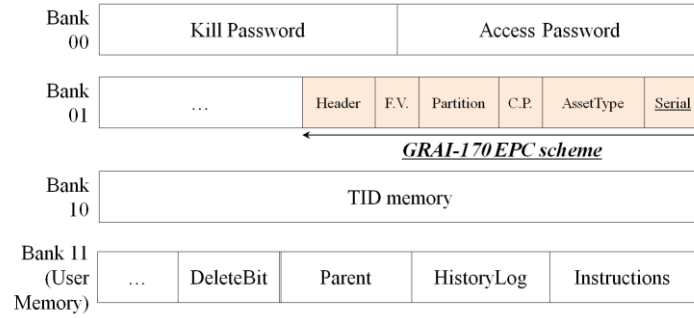 Bank
00
Kill Password
Access Password
Bank
01
...
Header
F.V.
Partition
C.P.
AssetType
Serial
GRAI-170 EPC scheme
Bank
10
TID memory
Bank 11
(User
Memory)
...
DeleteBit
Parent
HistoryLog
Instructions